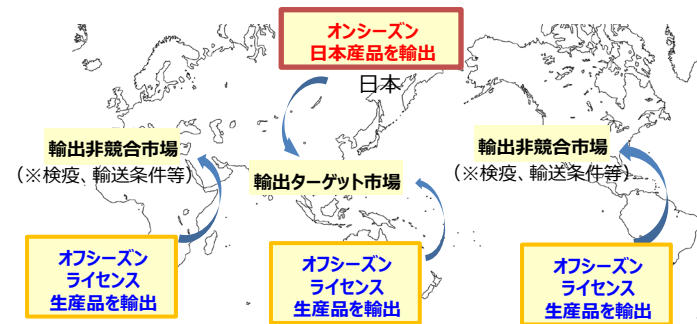 オンシーズン
日本産品を輸出
日本
輸出非競合市場
（※検疫、輸送条件等）
輸出ターゲット市場
輸出非競合市場
（※検疫、輸送条件等）
オフシーズン
ライセンス
生産品を輸出
オフシーズン
ライセンス
生産品を輸出
オフシーズン
ライセンス
生産品を輸出